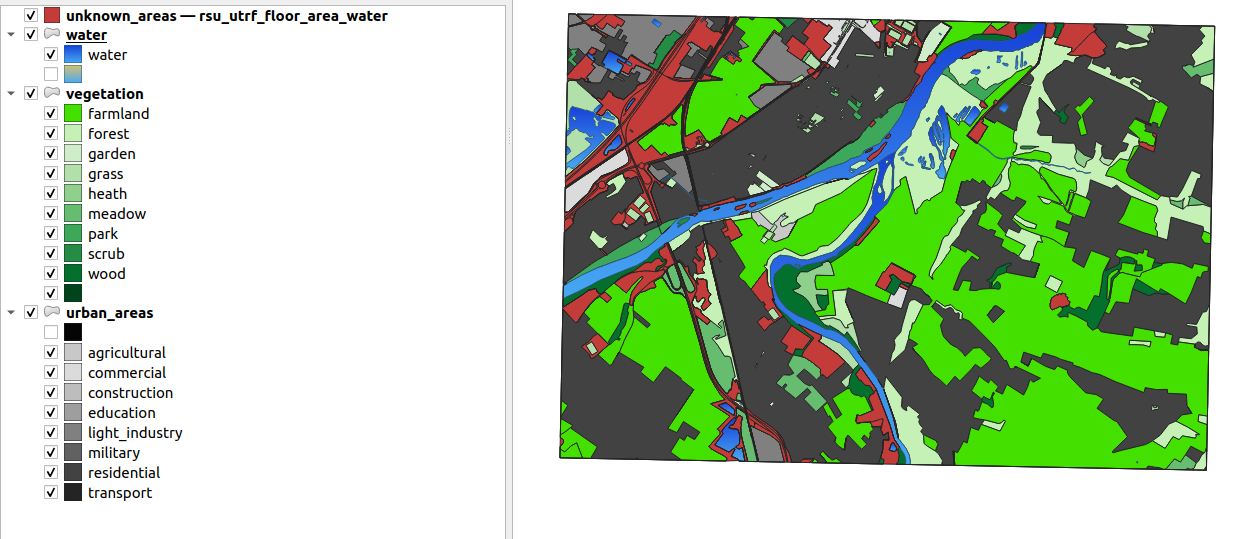 unknown_areas — rsu_utrf_floor_area_water
water
water
vegetation
farmland
forest
garden
grass
heath
meadow
park
scrub
wood
urban_areas
agricultural
commercial
construction
education
light_industry
military
residential
transport